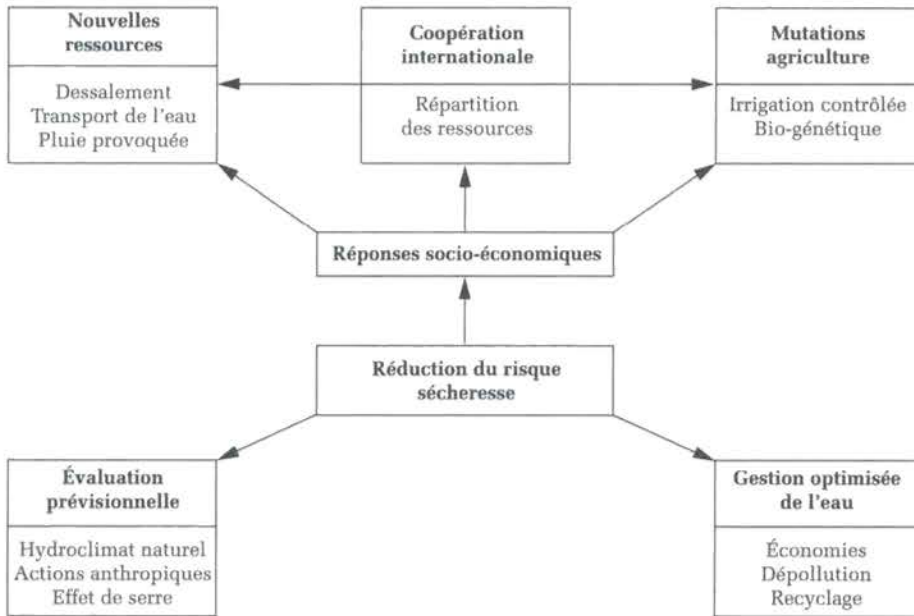 Nouvelles
ressources
Dessalement
Transport de l'eau
Pluie provoquée
Coopération
internationale
Répartition
des ressources
Mutations
agriculture
Irrigation contrôlée
Bio-génétique
Réponses socio-économiques
Réduction du risque
sécheresse
Évaluation
prévisionnelle
Hydroclimat naturel
Actions anthropiques
Effet de serre
Gestion optimisée
de l'eau
Économies
Dépollution
Recyclage